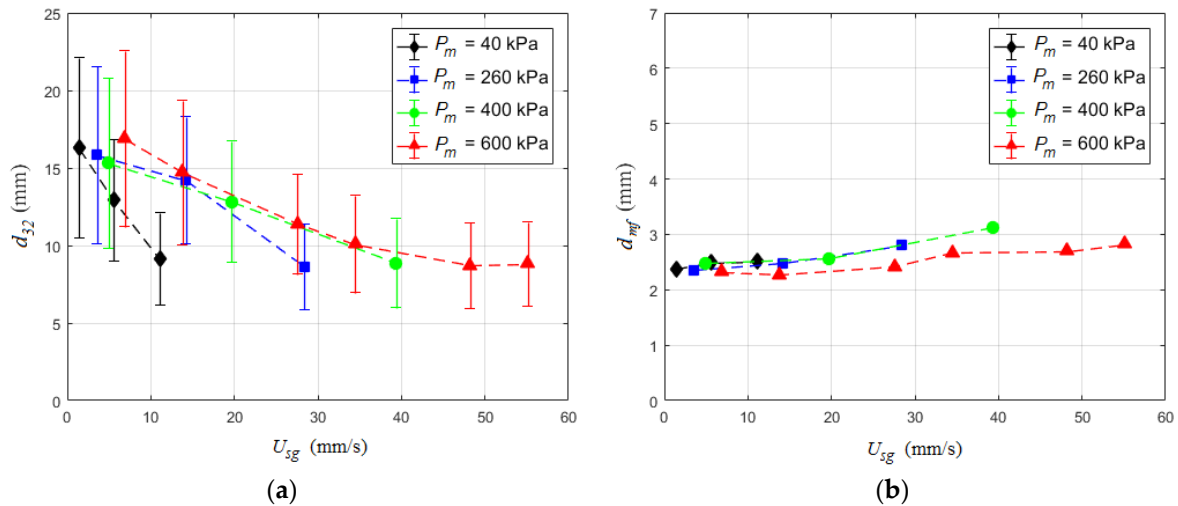 25
20
15
10
5
0
d32 (mm)
0 10 20 30 40 50 60
Usg (mm/s)
Pm = 40 kPa
Pm = 260 kPa
Pm = 400 kPa
Pm = 600 kPa
(a)
7
6
5
4
3
2
1
0
dmf (mm)
0 10 20 30 40 50 60
Usg (mm/s)
Pm = 40 kPa
Pm = 260 kPa
Pm = 400 kPa
Pm = 600 kPa
(b)